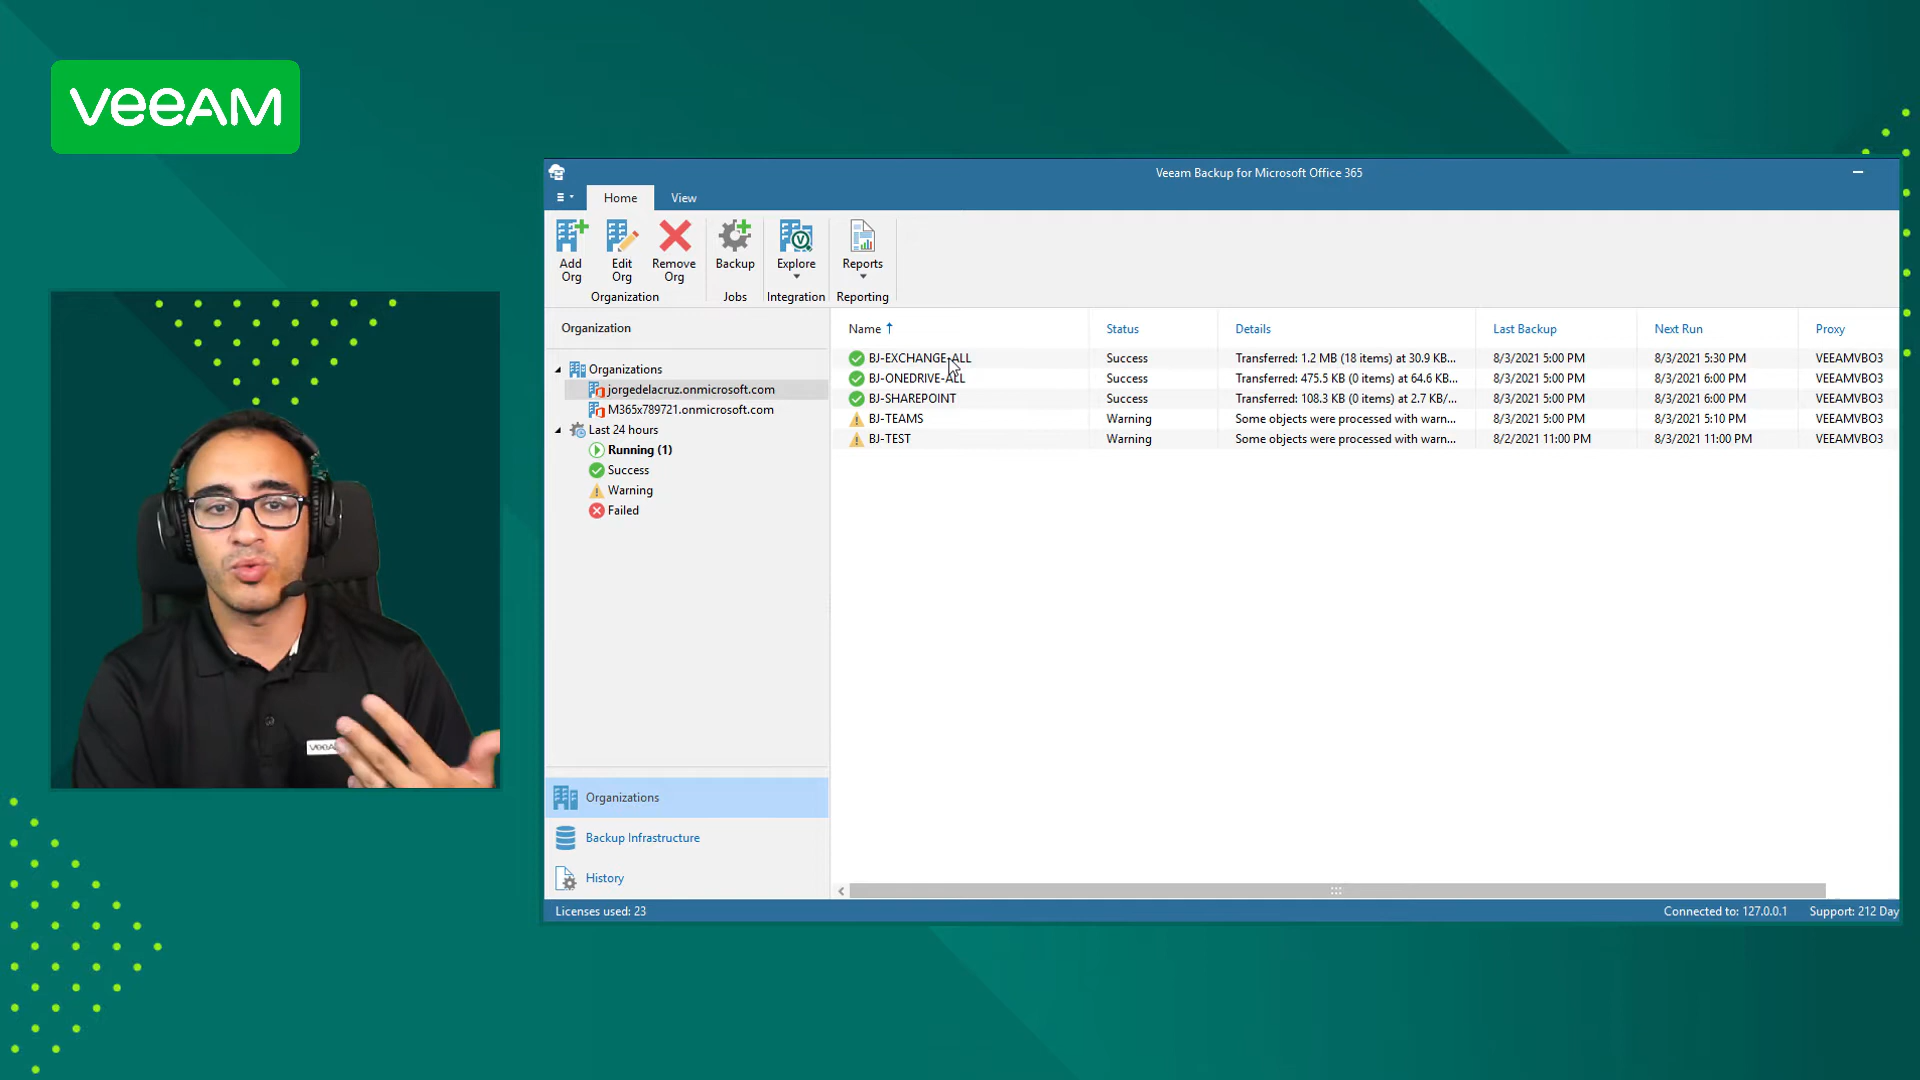 veeAM
Veeam Backup for Microsoft Office 365
Home
View
Add Org
Edit Org
Remove Org
Backup
Explore
Reports
Organization
Jobs
Integration
Reporting
Organization
Organizations
jorgedelacruz.onmicrosoft.com
M365x789721.onmicrosoft.com
Last 24 hours
Running (1)
Success
Warning
Failed
Name Status Details Last Backup Next Run Proxy
BJ-EXCHANGE-ALL Success Transferred: 1.2 MB (18 items) at 30.9 KB... 8/3/2021 5:00 PM 8/3/2021 5:30 PM VEEAMVBO3
BJ-ONEDRIVE-ALL Success Transferred: 475.5 KB (0 items) at 64.6 KB... 8/3/2021 5:00 PM 8/3/2021 6:00 PM VEEAMVBO3
BJ-SHAREPOINT Success Transferred: 108.3 KB (0 items) at 2.7 KB/... 8/3/2021 5:00 PM 8/3/2021 6:00 PM VEEAMVBO3
BJ-TEAMS Warning Some objects were processed with warn... 8/3/2021 5:00 PM 8/3/2021 5:10 PM VEEAMVBO3
BJ-TEST Warning Some objects were processed with warn... 8/2/2021 11:00 PM 8/3/2021 11:00 PM VEEAMVBO3
Organizations
Backup Infrastructure
History
Licenses used: 23
Connected to: 127.0.0.1
Support: 212 Day